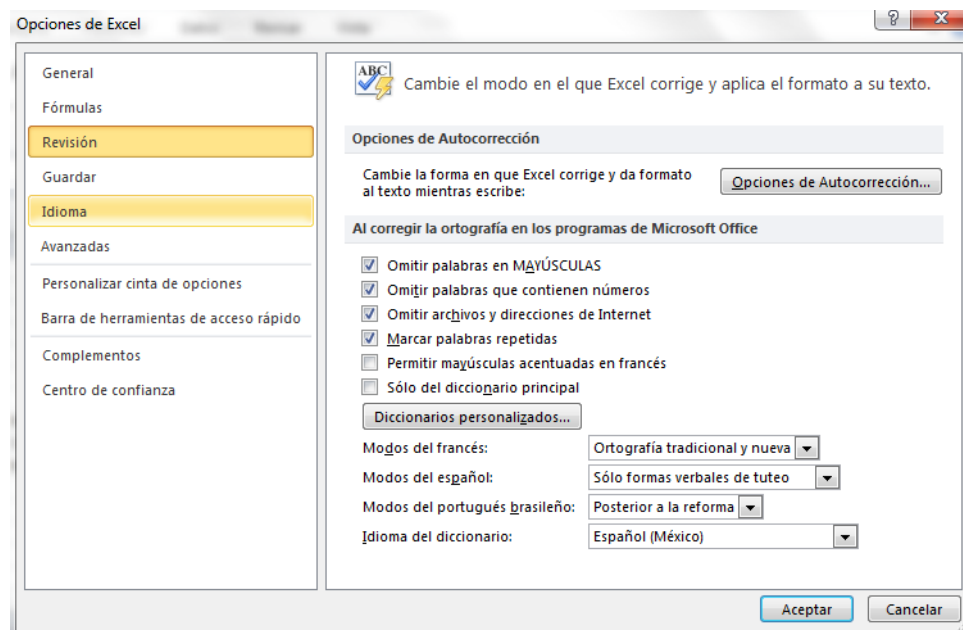 Opciones de Excel
General
Fórmulas
Revisión
Guardar
Idioma
Avanzadas
Personalizar cinta de opciones
Barra de herramientas de acceso rápido
Complementos
Centro de confianza
ABC
Cambie el modo en el que Excel corrige y aplica el formato a su texto.
Opciones de Autocorrección
Cambie la forma en que Excel corrige y da formato
al texto mientras escribe:
Opciones de Autocorrección...
Al corregir la ortografía en los programas de Microsoft Office
Omitir palabras en MAYÚSCULAS
Omitir palabras que contienen números
Omitir archivos y direcciones de Internet
Marcar palabras repetidas
Permitir mayúsculas acentuadas en francés
Sólo del diccionario principal
Diccionarios personalizados...
Modos del francés: Ortografía tradicional y nueva
Modos del español: Sólo formas verbales de tuteo
Modos del portugués brasileño: Posterior a la reforma
Idioma del diccionario: Español (México)
Aceptar Cancelar